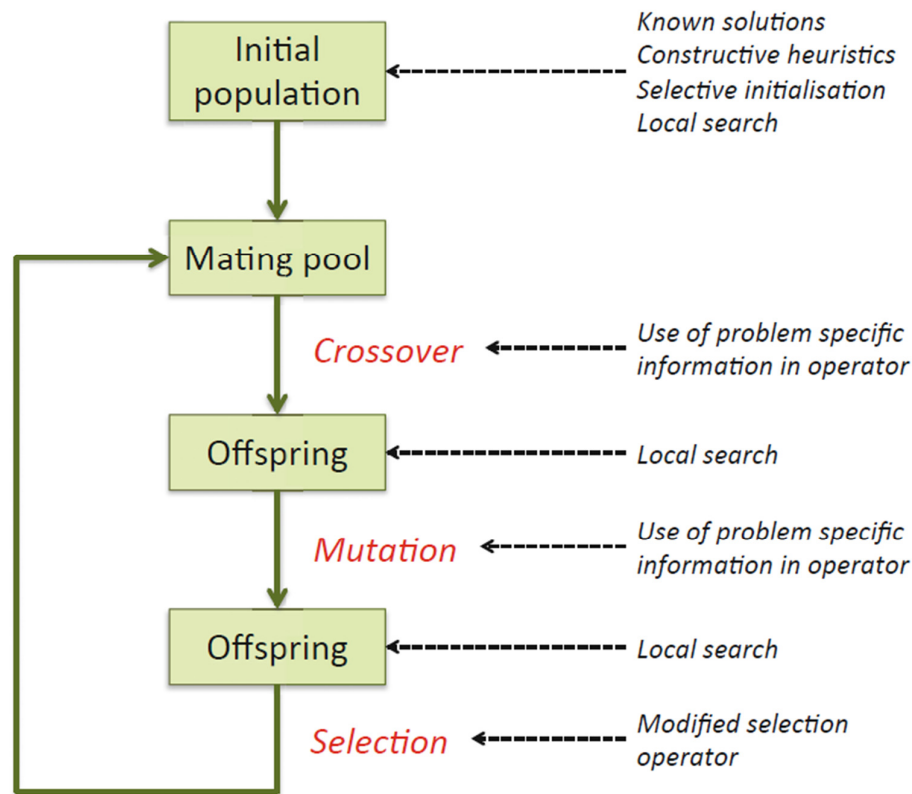 Initial
population
Known solutions
Constructive heuristics
Selective initialisation
Local search
Mating pool
Crossover
Use of problem specific
information in operator
Offspring
Local search
Mutation
Use of problem specific
information in operator
Offspring
Local search
Selection
Modified selection
operator